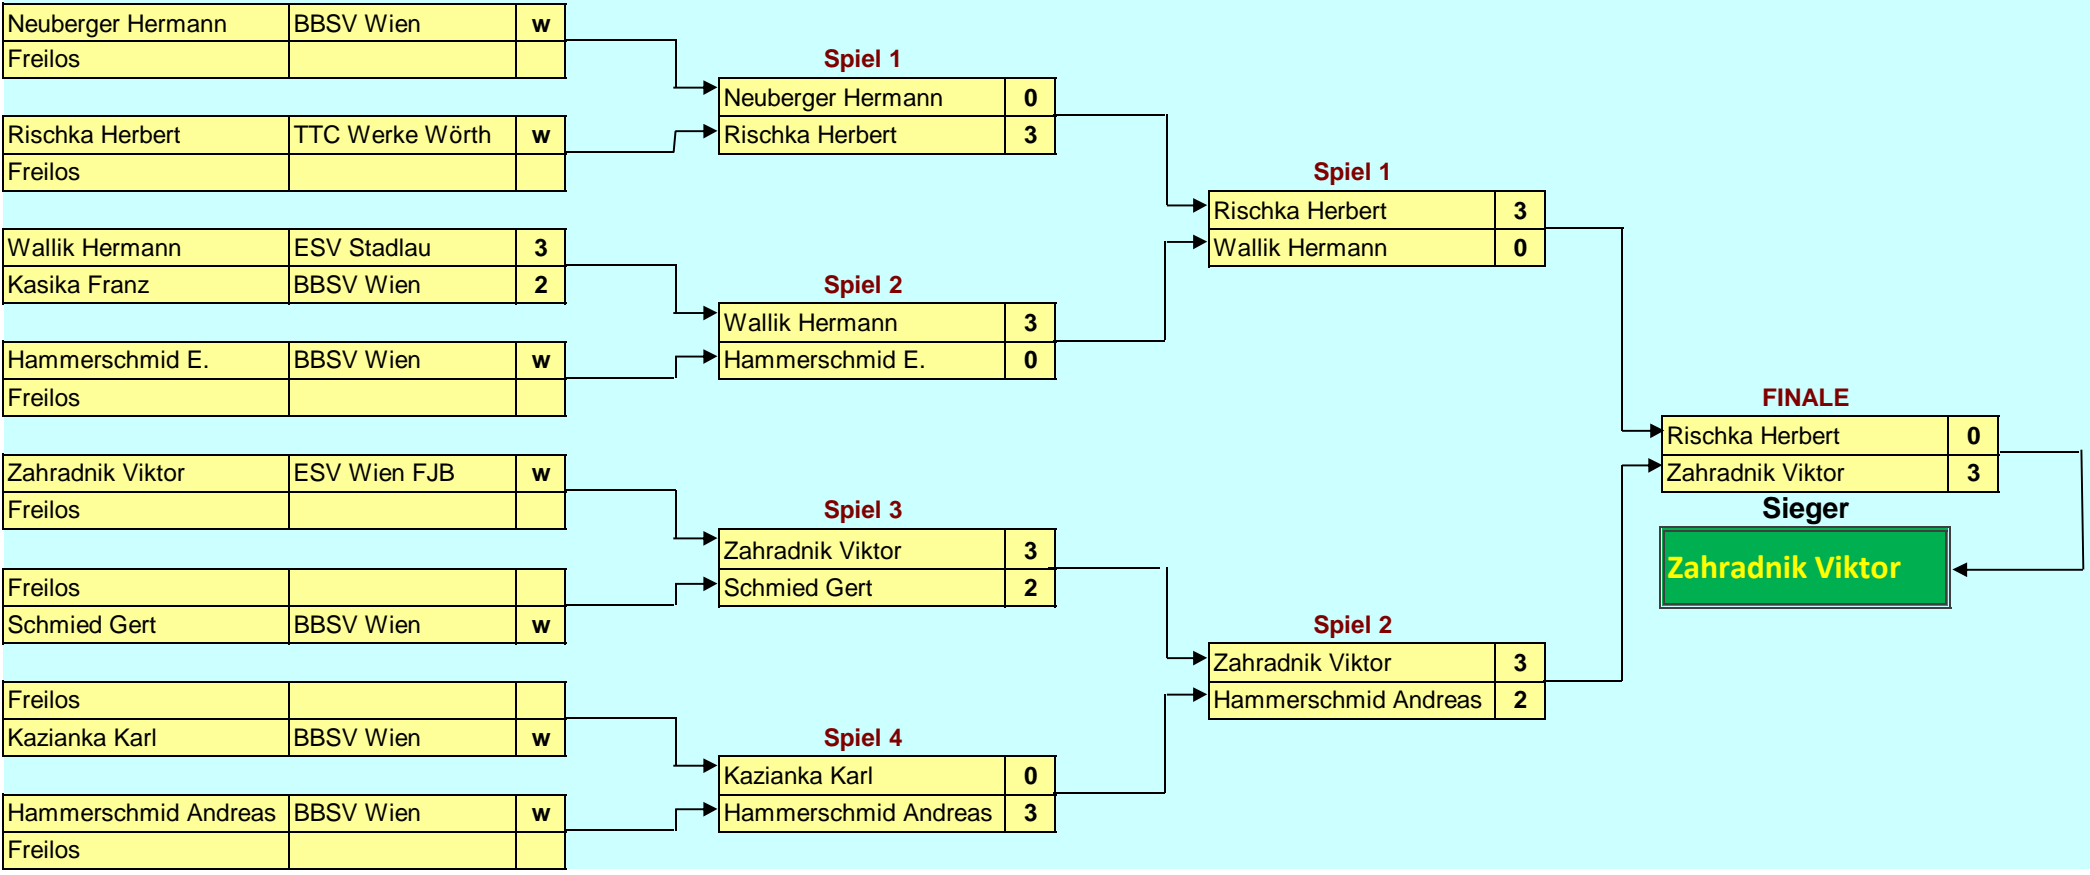 Neuberger Hermann BBSV Wien w
Freilos
Rischka Herbert TTC Werke Wörth w
Freilos
Wallik Hermann ESV Stadlau 3
Kasika Franz BBSV Wien 2
Hammerschmid E. BBSV Wien w
Freilos
Zahradnik Viktor ESV Wien FJB w
Freilos
Freilos
Schmied Gert BBSV Wien w
Freilos
Kazianka Karl BBSV Wien w
Hammerschmid Andreas BBSV Wien w
Freilos
Spiel 1
Neuberger Hermann 0
Rischka Herbert 3
Spiel 2
Wallik Hermann 3
Hammerschmid E. 0
Spiel 3
Zahradnik Viktor 3
Schmied Gert 2
Spiel 4
Kazianka Karl 0
Hammerschmid Andreas 3
Spiel 1
Rischka Herbert 3
Wallik Hermann 0
Spiel 2
Zahradnik Viktor 3
Hammerschmid Andreas 2
FINALE
Rischka Herbert 0
Zahradnik Viktor 3
Sieger
Zahradnik Viktor